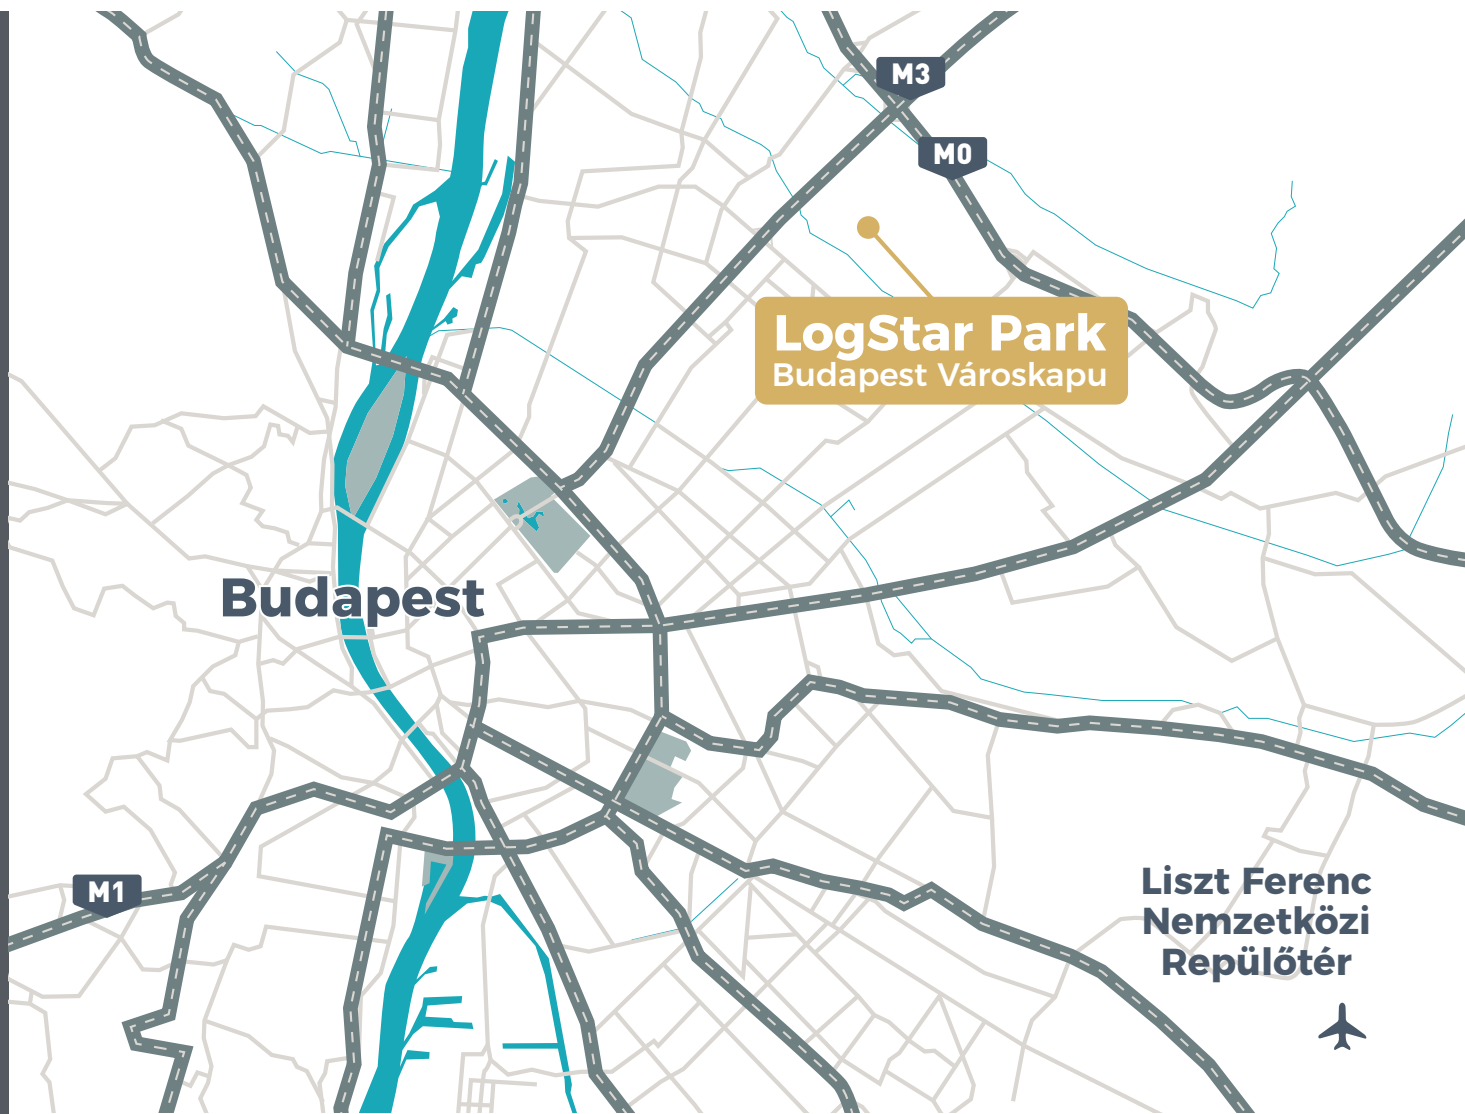 M3
M0
LogStar Park
Budapest Városkapu
Budapest
M1
Liszt Ferenc
Nemzetközi
Repülőtér